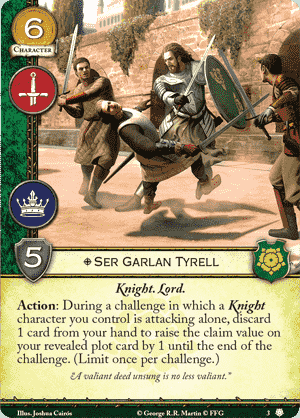 6
CHARACTER
5
SER GARLAN TYRELL
Knight. Lord.
Action: During a challenge in which a Knight
character you control is attacking alone, discard
1 card from your hand to raise the claim value on
your revealed plot card by 1 until the end of the
challenge. (Limit once per challenge.)
"A valiant deed unsung is no less valiant."
Illus. Joshua Cairós
© George R.R. Martin © FFG
3